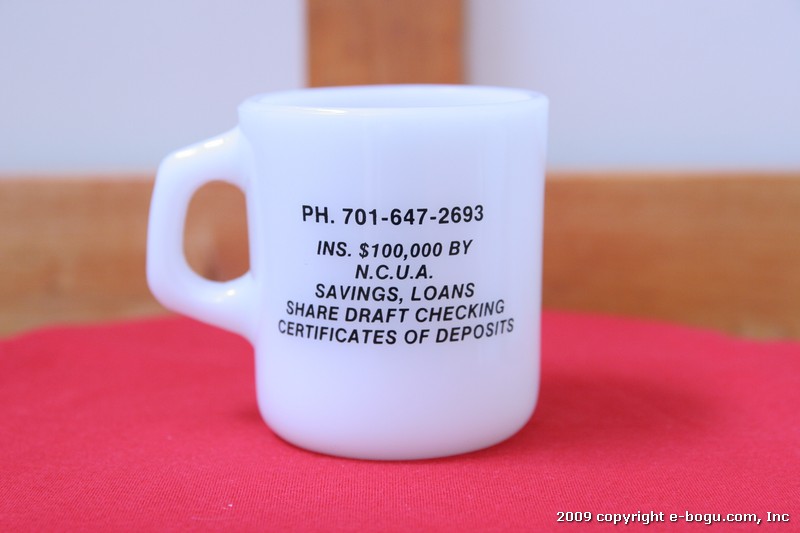 PH. 701-647-2693
INS. $100,000 BY
N.C.U.A.
SAVINGS, LOANS
SHARE DRAFT CHECKING
CERTIFICATES OF DEPOSITS
2009 copyright e-bogu.com, Inc